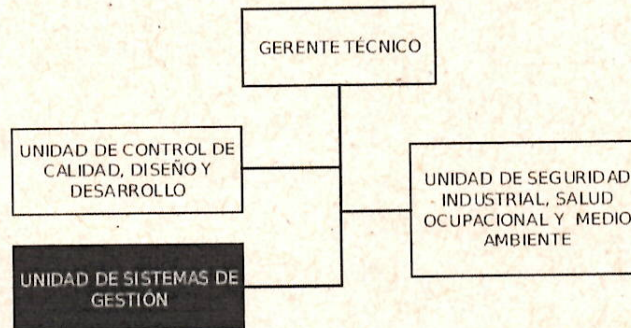 GERENTE TÉCNICO
UNIDAD DE CONTROL DE
CALIDAD, DISEÑO Y
DESARROLLO
UNIDAD DE SEGURIDAD
INDUSTRIAL, SALUD
OCUPACIONAL Y MEDIO
AMBIENTE
UNIDAD DE SISTEMAS DE
GESTIÓN